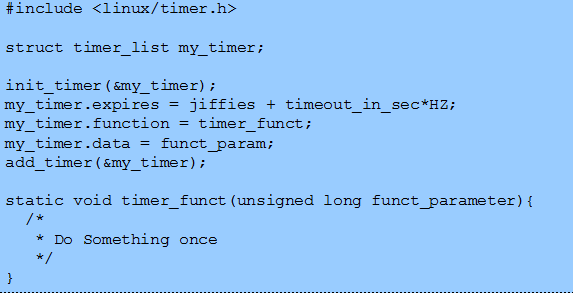 #include <linux/timer.h>
struct timer_list my_timer;
init_timer(&my_timer);
my_timer.expires = jiffies + timeout_in_sec*HZ;
my_timer.function = timer_funct;
my_timer.data = funct_param;
add_timer(&my_timer);
static void timer_funct(unsigned long funct_parameter){
/*
* Do Something once
*/
}